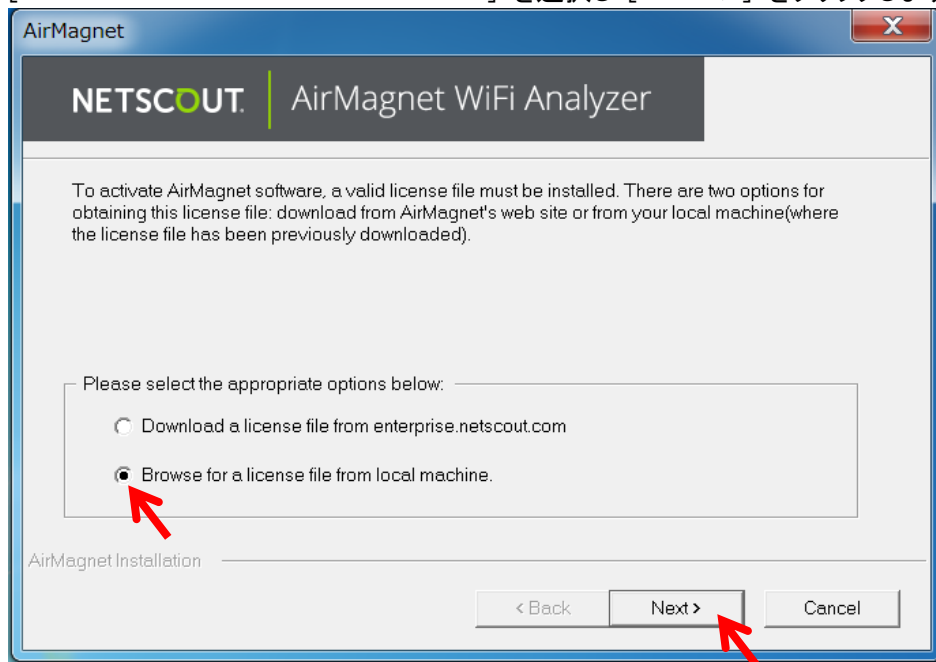 AirMagnet
NETSCOUT. AirMagnet WiFi Analyzer
To activate AirMagnet software, a valid license file must be installed. There are two options for
obtaining this license file: download from AirMagnet's web site or from your local machine(where
the license file has been previously downloaded).
Please select the appropriate options below:
Download a license file from enterprise.netscout.com
Browse for a license file from local machine.
AirMagnet Installation
< Back Next > Cancel